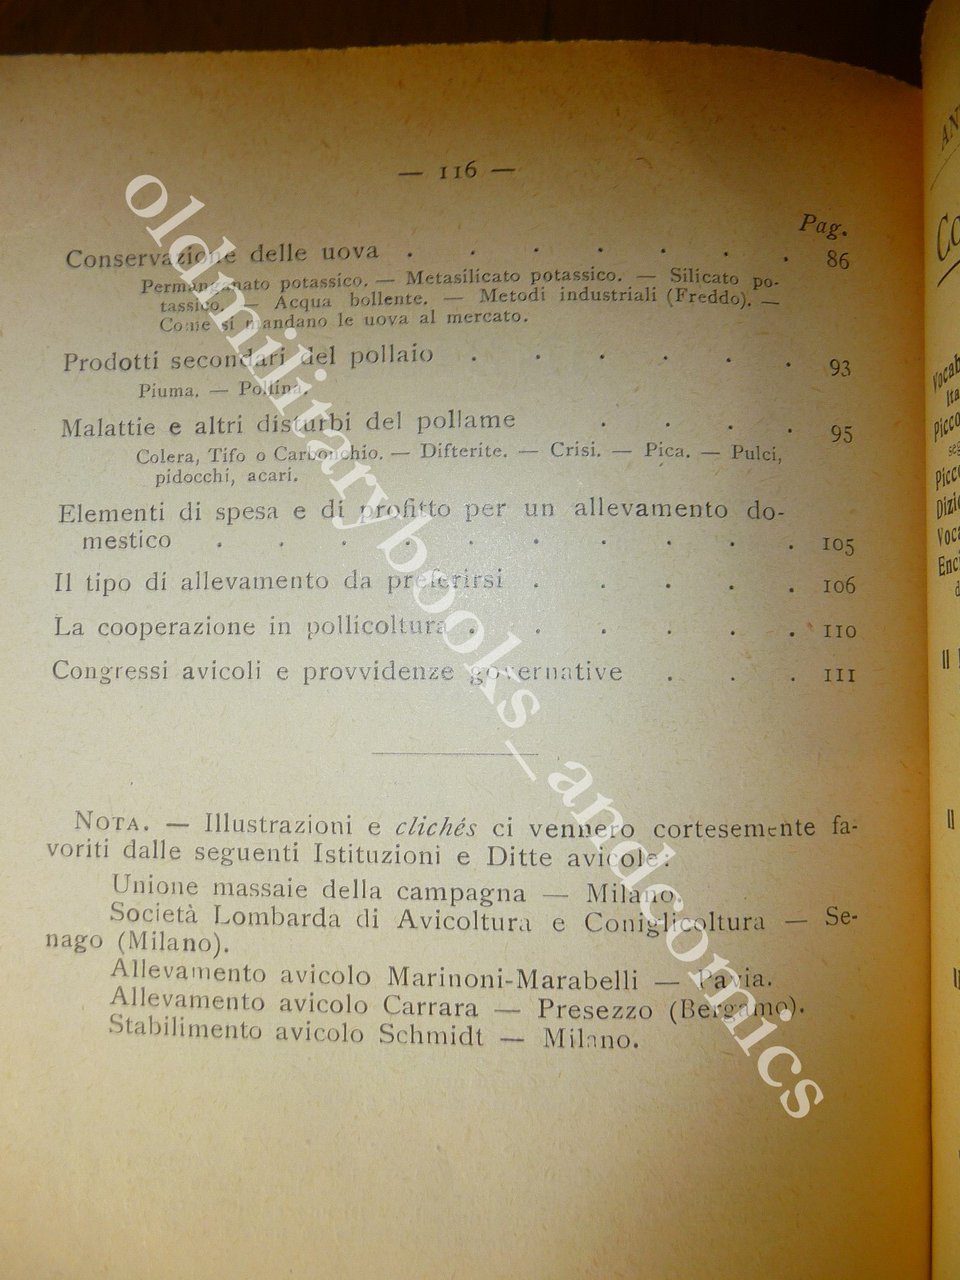 — 116 —
Pag.
Conservazione delle uova . . . . . . . 86
Permanganato potassico. — Metasilicato potassico. — Silicato po-
tassico. — Acqua bollente. — Metodi industriali (Freddo). —
Come si mandano le uova al mercato.
Prodotti secondari del pollaio . . . . . . 93
Piuma. — Pollina.
Malattie e altri disturbi del pollame . . . . 95
Colera, Tifo o Carbonchio. — Difterite. — Crisi. — Pica. — Pulci,
pidocchi, acari.
Elementi di spesa e di profitto per un allevamento do-
mestico . . . . . . . . . . 105
Il tipo di allevamento da preferirsi . . . . . 106
La cooperazione in pollicoltura . . . . . . 110
Congressi avicoli e provvidenze governative . . . 111
NOTA. — Illustrazioni e clichés ci vennero cortesemente fa-
voriti dalle seguenti Istituzioni e Ditte avicole:
Unione massaie della campagna — Milano.
Società Lombarda di Avicoltura e Coniglicoltura — Se-
nago (Milano).
Allevamento avicolo Marinoni-Marabelli — Pavia.
Allevamento avicolo Carrara — Presezzo (Bergamo).
Stabilimento avicolo Schmidt — Milano.
oldmilitarybooks_andcomics